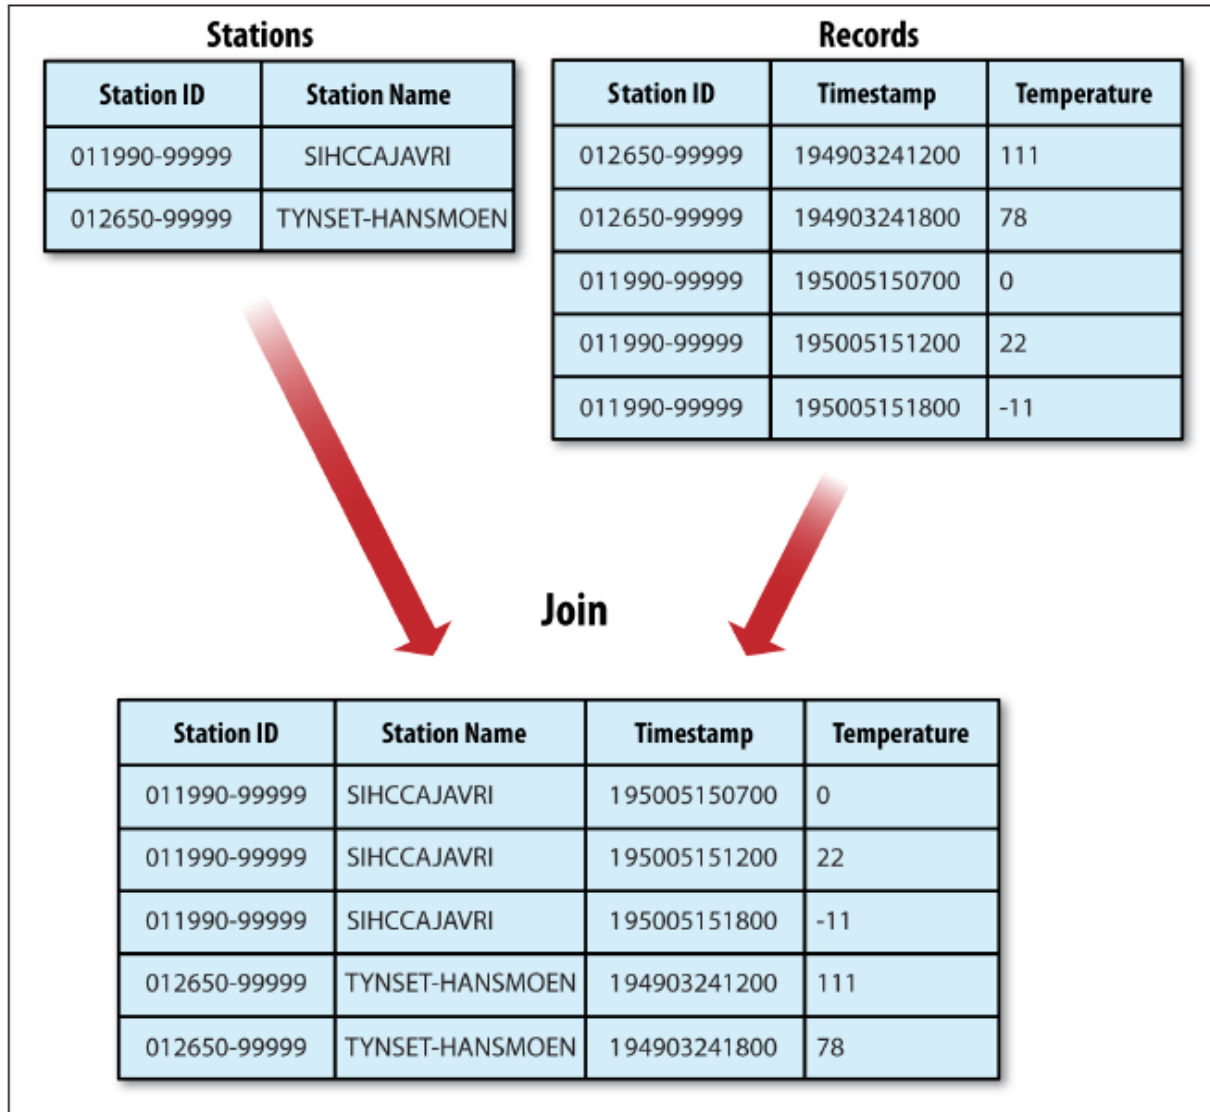 Stations
Station ID Station Name
011990-99999 SIHCCAJAVRI
012650-99999 TYNSET-HANSMOEN
Records
Station ID Timestamp Temperature
012650-99999 194903241200 111
012650-99999 194903241800 78
011990-99999 195005150700 0
011990-99999 195005151200 22
011990-99999 195005151800 -11
Join
Station ID Station Name Timestamp Temperature
011990-99999 SIHCCAJAVRI 195005150700 0
011990-99999 SIHCCAJAVRI 195005151200 22
011990-99999 SIHCCAJAVRI 195005151800 -11
012650-99999 TYNSET-HANSMOEN 194903241200 111
012650-99999 TYNSET-HANSMOEN 194903241800 78